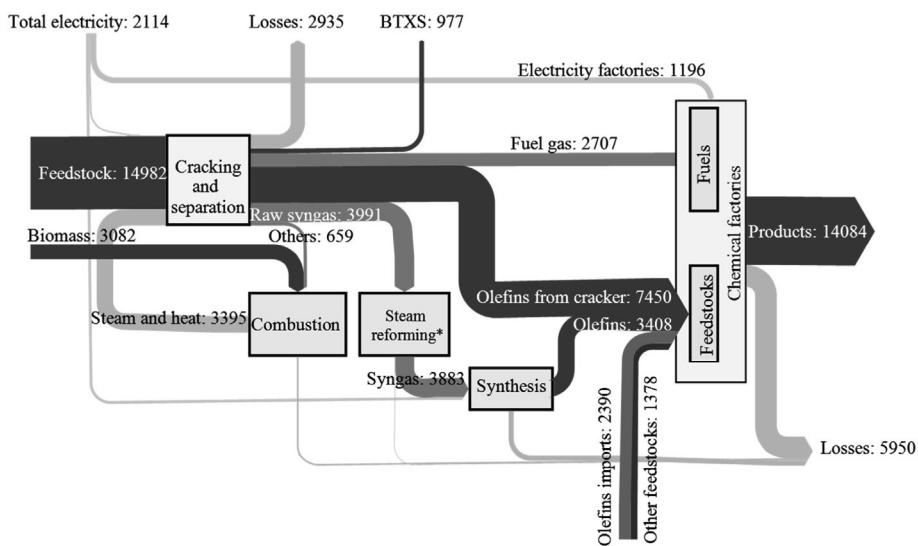 Total electricity: 2114
Losses: 2935
BTXS: 977
Electricity factories: 1196
Fuel gas: 2707
Feedstock: 14982
Cracking
and
separation
Fuels
Chemical factories
Raw syngas: 3991
Biomass: 3082
Others: 659
Products: 14084
Olefins from cracker: 7450
Feedstocks
Steam and heat: 3395
Combustion
Steam
reforming*
Olefins: 3408
Syngas: 3883
Synthesis
Olefins imports: 2390
Other feedstocks: 1378
Losses: 5950